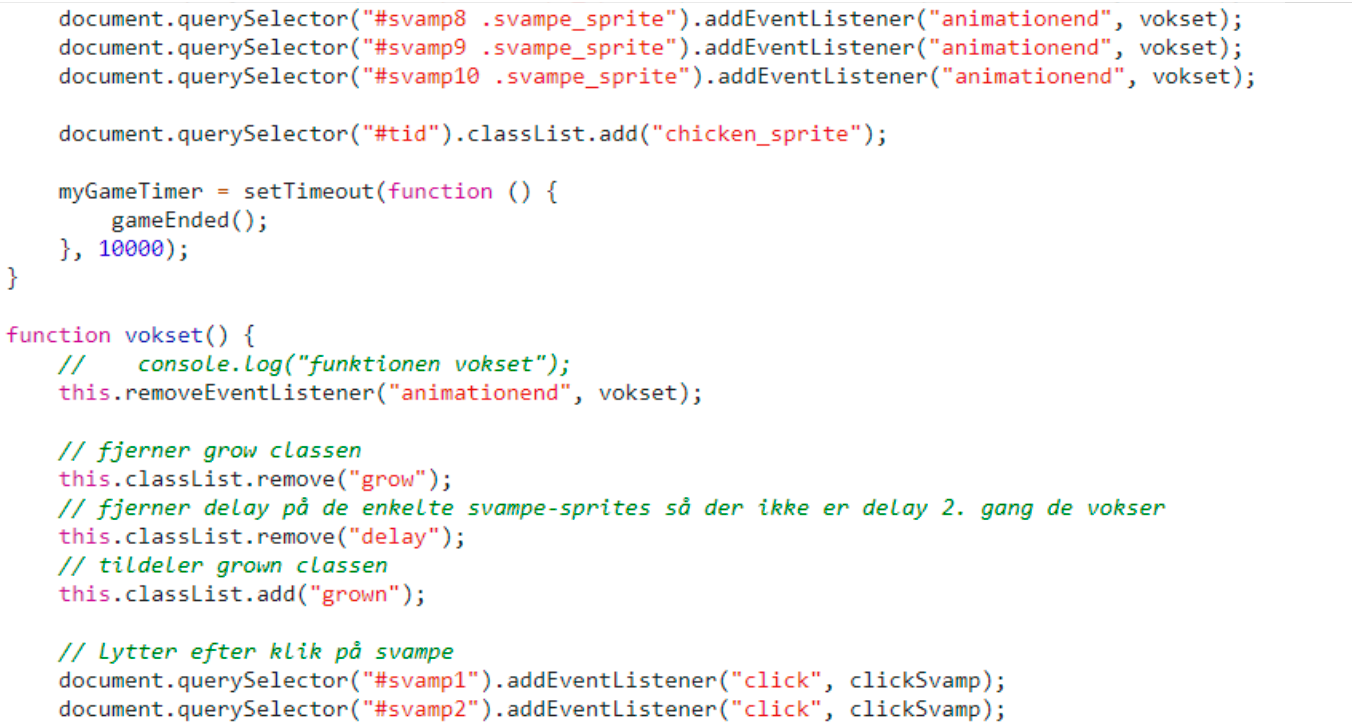 document.querySelector("#svamp8 .svampe_sprite").addEventListener("animationend", vokset);
document.querySelector("#svamp9 .svampe_sprite").addEventListener("animationend", vokset);
document.querySelector("#svamp10 .svampe_sprite").addEventListener("animationend", vokset);
document.querySelector("#tid").classList.add("chicken_sprite");
myGameTimer = setTimeout(function () {
gameEnded();
}, 10000);
}
function vokset() {
// console.log("funktionen vokset");
this.removeEventListener("animationend", vokset);
// fjerner grow classen
this.classList.remove("grow");
// fjerner delay på de enkelte svampe-sprites så der ikke er delay 2. gang de vokser
this.classList.remove("delay");
// tildeler grown classen
this.classList.add("grown");
// Lytter efter klik på svampe
document.querySelector("#svamp1").addEventListener("click", clickSvamp);
document.querySelector("#svamp2").addEventListener("click", clickSvamp);